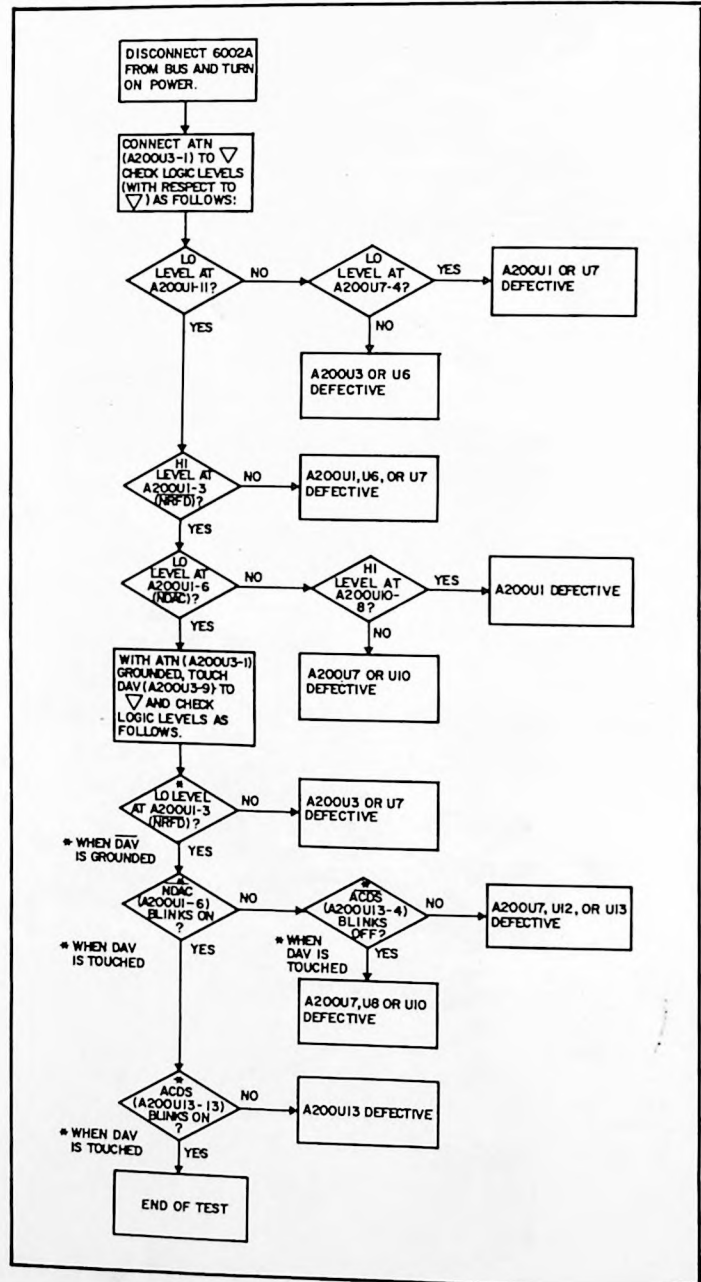 DISCONNECT 6002A
FROM BUS AND TURN
ON POWER.
CONNECT ATN
(A200U3-1) TO ▽
CHECK LOGIC LEVELS
(WITH RESPECT TO
▽) AS FOLLOWS:
LO
LEVEL AT
A200U1-11?
NO
YES
LO
LEVEL AT
A200U7-4?
YES
NO
A200U1 OR U7
DEFECTIVE
A200U3 OR U6
DEFECTIVE
HI
LEVEL AT
A200U1-3
(NRFD)?
NO
YES
A200U1, U6, OR U7
DEFECTIVE
LO
LEVEL AT
A200U1-6
(NDAC)?
NO
YES
HI
LEVEL AT
A200U10-
8?
YES
NO
A200U1 DEFECTIVE
A200U7 OR U10
DEFECTIVE
WITH ATN (A200U3-1)
GROUNDED, TOUCH
DAV (A200U3-9) TO
▽ AND CHECK
LOGIC LEVELS AS
FOLLOWS.
*
LO LEVEL
AT A200U1-3
(NRFD)?
NO
YES
* WHEN DAV
IS GROUNDED
A200U3 OR U7
DEFECTIVE
*
NDAC
(A200U1-6)
BLINKS ON
?
NO
YES
* WHEN DAV
IS TOUCHED
*
ACDS
(A200U13-4)
BLINKS
OFF?
NO
YES
* WHEN
DAV IS
TOUCHED
A200U7, U12, OR U13
DEFECTIVE
A200U7, U8 OR U10
DEFECTIVE
*
ACDS
(A200U13-13)
BLINKS ON
?
NO
YES
* WHEN DAV
IS TOUCHED
A200U13 DEFECTIVE
END OF TEST